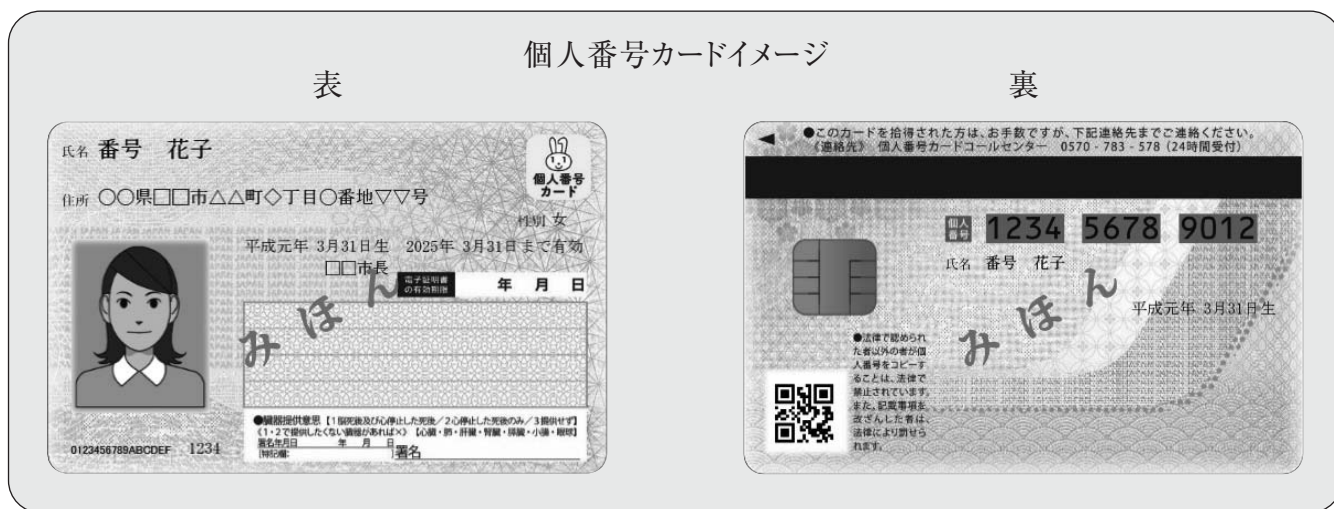 個人番号カードイメージ
表
氏名 番号 花子
個人番号
カード
住所 〇〇県□□市△△町◇丁目〇番地▽▽号
性別 女
平成元年 3月31日生 2025年 3月31日まで有効
□□市長
電子証明書
の有効期限
年 月 日
みほん
●臓器提供意思【1脳死後及び心停止した死後/2心停止した死後のみ/3提供せず】
《1・2で提供したくない臓器があれば×》【心臓・肺・肝臓・腎臓・膵臓・小腸・眼球】
署名年月日 年 月 日
[特記欄: ]署名
0123456789ABCDEF 1234
裏
●このカードを拾得された方は、お手数ですが、下記連絡先までご連絡ください。
《連絡先》 個人番号カードコールセンター 0570-783-578(24時間受付)
個人
番号
1234 5678 9012
氏名 番号 花子
平成元年 3月31日生
みほん
●法律で認められ
た者以外の者が個
人番号をコピーす
ることは、法律で
禁止されています。
また、記載事項を
改ざんした者は、
法律により罰せら
れます。